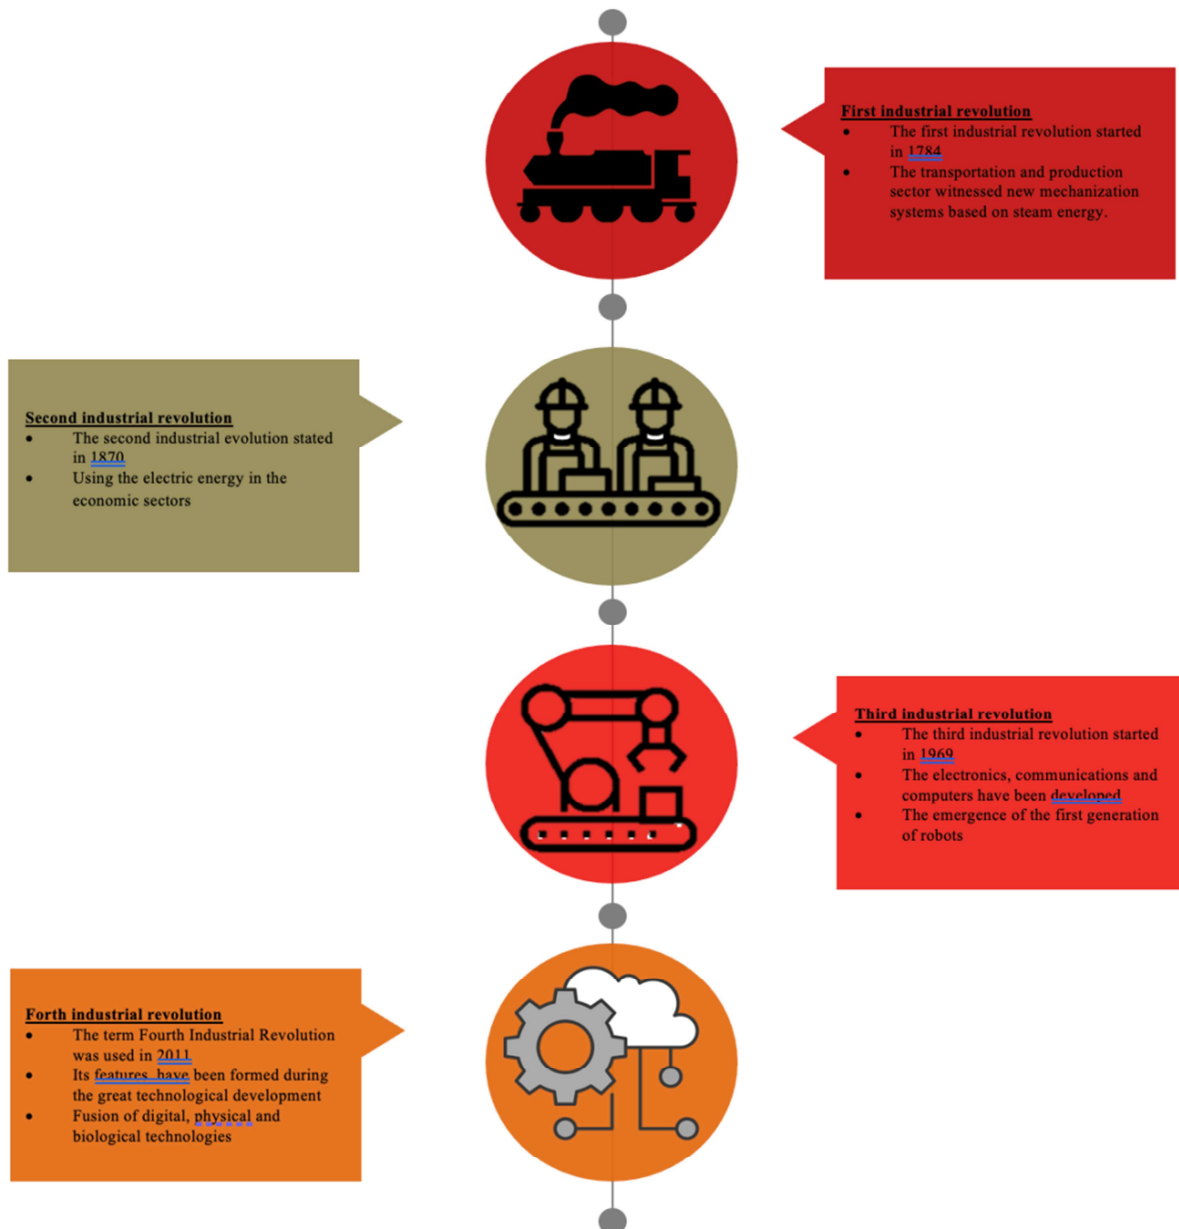 First industrial revolution
• The first industrial revolution started
in 1784
• The transportation and production
sector witnessed new mechanization
systems based on steam energy.
Second industrial revolution
• The second industrial evolution stated
in 1870
• Using the electric energy in the
economic sectors
Third industrial revolution
• The third industrial revolution started
in 1969
• The electronics, communications and
computers have been developed
• The emergence of the first generation
of robots
Forth industrial revolution
• The term Fourth Industrial Revolution
was used in 2011
• Its features have been formed during
the great technological development
• Fusion of digital, physical and
biological technologies